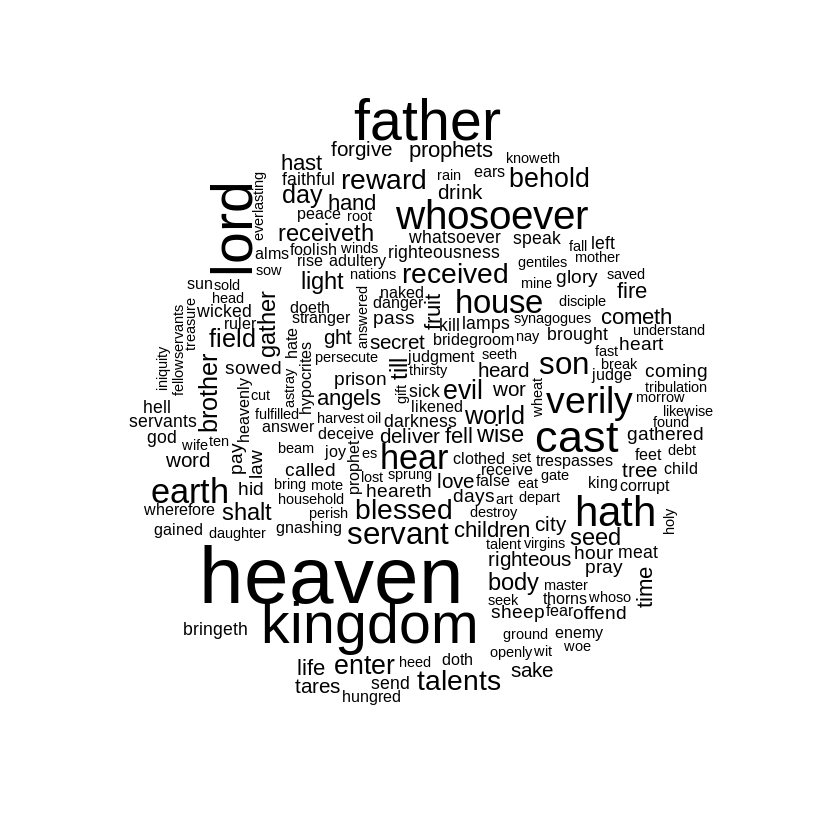 father
forgive prophets
hast knoweth
faithful reward rain ears behold
everlasting
lord
day hand drink
peace root whosoever
receiveth whatsoever speak fall left
alms foolish winds righteousness mother
rise adultery gentiles
sow nations received mine glory saved
sun sold light naked fire
head gather answered danger fruit house disciple
treasure wicked doeth cometh
ruler stranger pass kill lamps synagogues
fellowservants field hate ght secret bridegroom nay brought understand
iniquity persecute till judgment seeth fast heart
brother sowed astray hypocrites thirsty heard son break coming
prison gift sick judge tribulation
heavenly cut angels evil wor wheat verily morrow
hell fulfilled likened world likewise
servants harvest oil darkness found
god answer deceive deliver fell wise cast gathered
wife ten beam joy es hear feet debt
word pay law called prophet clothed set trespasses
lost sprung receive gate tree child
earth hid bring mote heareth love false eat king corrupt
household days art depart
wherefore shalt perish blessed destroy hath holy
gained daughter gnashing servant children city seed
talent virgins hour meat
heaven righteous pray
body master time
seek thorns whoso
kingdom sheep fear offend
bringeth ground enemy
openly wit woe
life enter heed doth sake
tares send talents
hungred